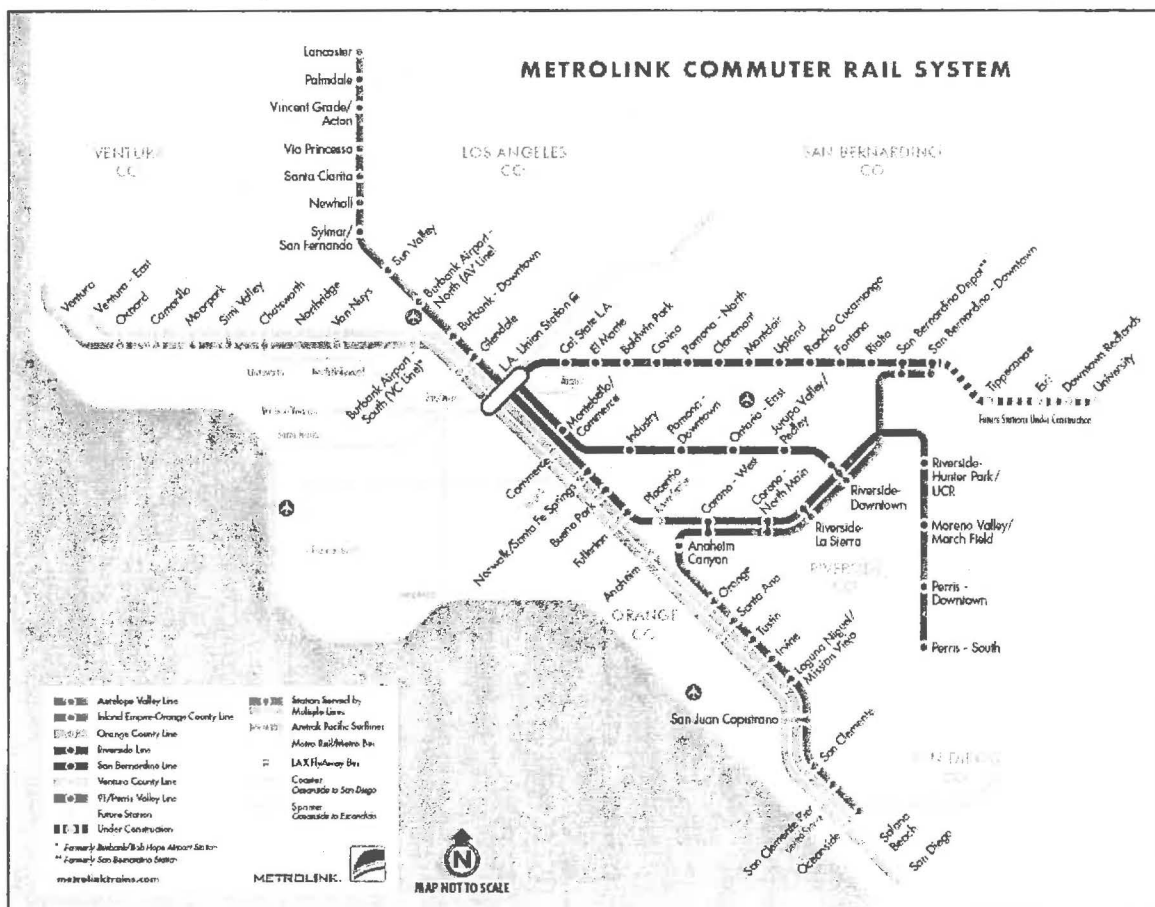 METROLINK COMMUTER RAIL SYSTEM
Lancaster
Palmdale
Vincent Grade/
Acton
Via Princessa
Santa Clarita
Newhall
Sylmar/
San Fernando
VENTURA
LOS ANGELES
SAN BERNARDINO
CO
Sun Valley
Burbank Airport -
North (AV Line)
Burbank - Downtown
Glendale
L.A. Union Station
Ventura
Ventura - East
Oxnard
Camarillo
Moorpark
Simi Valley
Chatsworth
Northridge
Van Nuys
Burbank Airport
South (VC Line)*
Cal State L.A.
El Monte
Baldwin Park
Covina
Pomona - North
Claremont
Montclair
Upland
Rancho Cucamonga
Fontana
Rialto
San Bernardino Depot**
San Bernardino - Downtown
Tippecanoe
Esri
Downtown Redlands
University
Future Stations Under Construction
Montebello/
Commerce
Industry
Pomona -
Downtown
Ontario - East
Jurupa Valley/
Pedley
Commerce
Norwalk/Santa Fe Springs
Buena Park
Fullerton
Placentia
Corona - West
Corona -
North Main
Riverside-
Downtown
Riverside
La Sierra
Riverside-
Hunter Park/
UCR
Moreno Valley/
March Field
Perris -
Downtown
Perris - South
RIVERSIDE
Anaheim
Anaheim
Canyon
ORANGE
CO
Orange
Santa Ana
Tustin
Irvine
Laguna Niguel/
Mission Viejo
San Juan Capistrano
San Clemente
San Clemente Pier
Oceanside
Solana
Beach
San Diego
Antelope Valley Line
Inland Empire-Orange County Line
Orange County Line
Riverside Line
San Bernardino Line
Ventura County Line
91/Perris Valley Line
Future Station
Under Construction
* Formerly Burbank/Bob Hope Airport Station
** Formerly San Bernardino Station
metrolinktrains.com
Station Served by
Multiple Lines
Amtrak Pacific Surfliner
Metro Rail/Metro Bus
LAX FlyAway Bus
Coaster
Oceanside to San Diego
Sprinter
Oceanside to Escondido
METROLINK.
N
MAP NOT TO SCALE